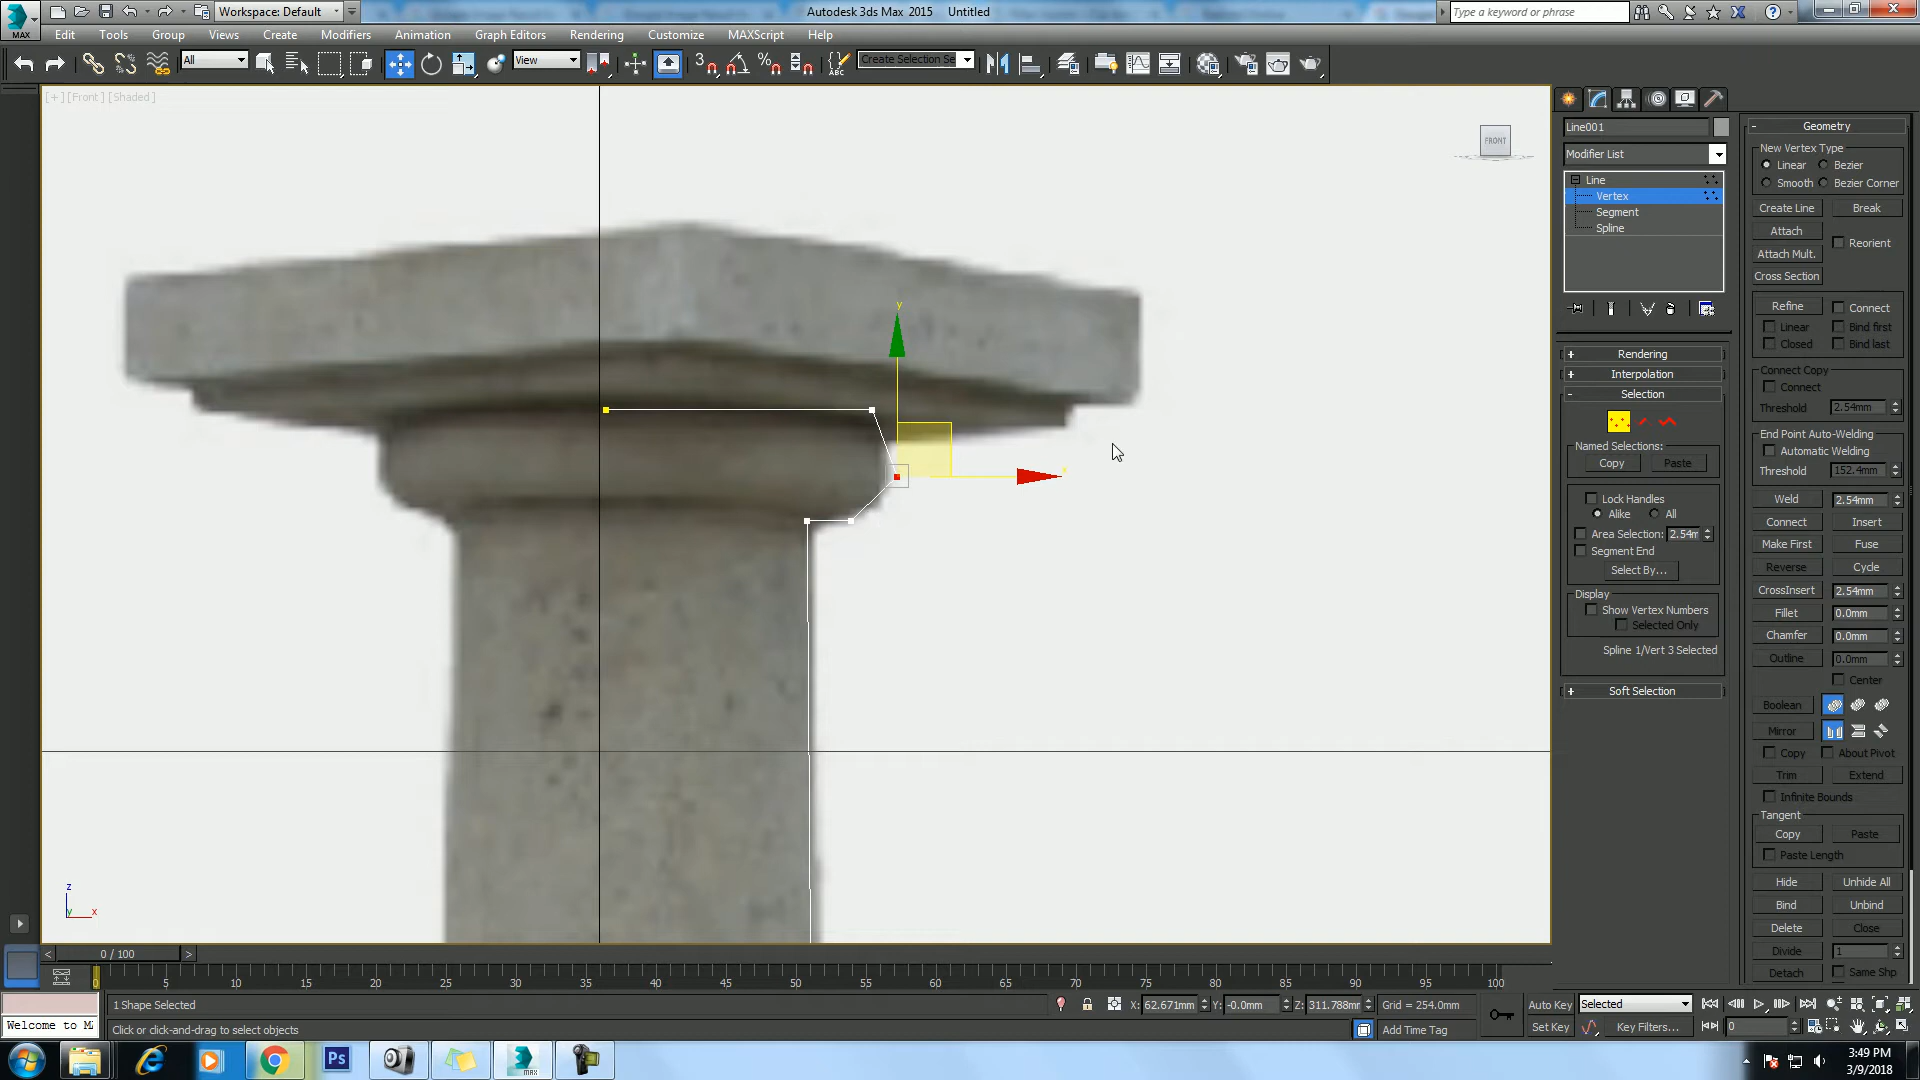 Workspace: Default
Autodesk 3ds Max 2015 Untitled
Type a keyword or phrase
MAX
Edit Tools Group Views Create Modifiers Animation Graph Editors Rendering Customize MAXScript Help
All
View
3
ABC
Create Selection Se
[+] [Front] [Shaded]
FRONT
y
z
y x
Line001
Modifier List
Line
Vertex
Segment
Spline
+ Rendering
+ Interpolation
- Selection
Named Selections:
Copy Paste
Lock Handles
Alike All
Area Selection: 2.54m
Segment End
Select By...
Display
Show Vertex Numbers
Selected Only
Spline 1/Vert 3 Selected
+ Soft Selection
- Geometry
New Vertex Type
Linear Bezier
Smooth Bezier Corner
Create Line Break
Attach
Reorient
Attach Mult.
Cross Section
Refine Connect
Linear Bind first
Closed Bind last
Connect Copy
Connect
Threshold 2.54mm
End Point Auto-Welding
Automatic Welding
Threshold 152.4mm
Weld 2.54mm
Connect Insert
Make First Fuse
Reverse Cycle
CrossInsert 2.54mm
Fillet 0.0mm
Chamfer 0.0mm
Outline 0.0mm
Center
Boolean
Mirror
Copy About Pivot
Trim Extend
Infinite Bounds
Tangent
Copy Paste
Paste Length
Hide Unhide All
Bind Unbind
Delete Close
Divide 1
Detach Same Shp
< 0 / 100 >
0 5 10 15 20 25 30 35 40 45 50 55 60 65 70 75 80 85 90 95 100
1 Shape Selected
X: 62.671mm Y: -0.0mm Z: 311.788mr Grid = 254.0mm
Auto Key Selected
Welcome to M
Click or click-and-drag to select objects
Add Time Tag
Set Key Key Filters... 0
Ps
MAX
3:49 PM
3/9/2018